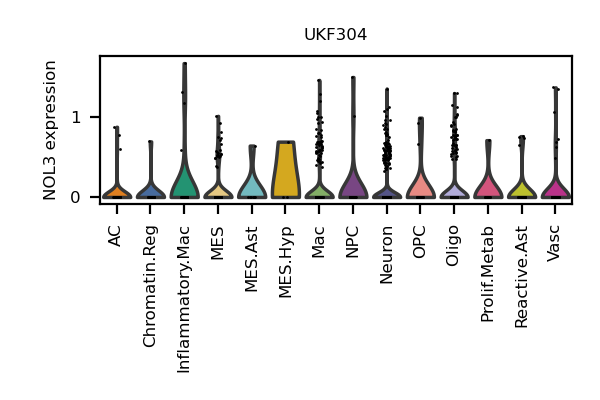 UKF304
NOL3 expression
1
0
AC
Chromatin.Reg
Inflammatory.Mac
MES
MES.Ast
MES.Hyp
Mac
NPC
Neuron
OPC
Oligo
Prolif.Metab
Reactive.Ast
Vasc